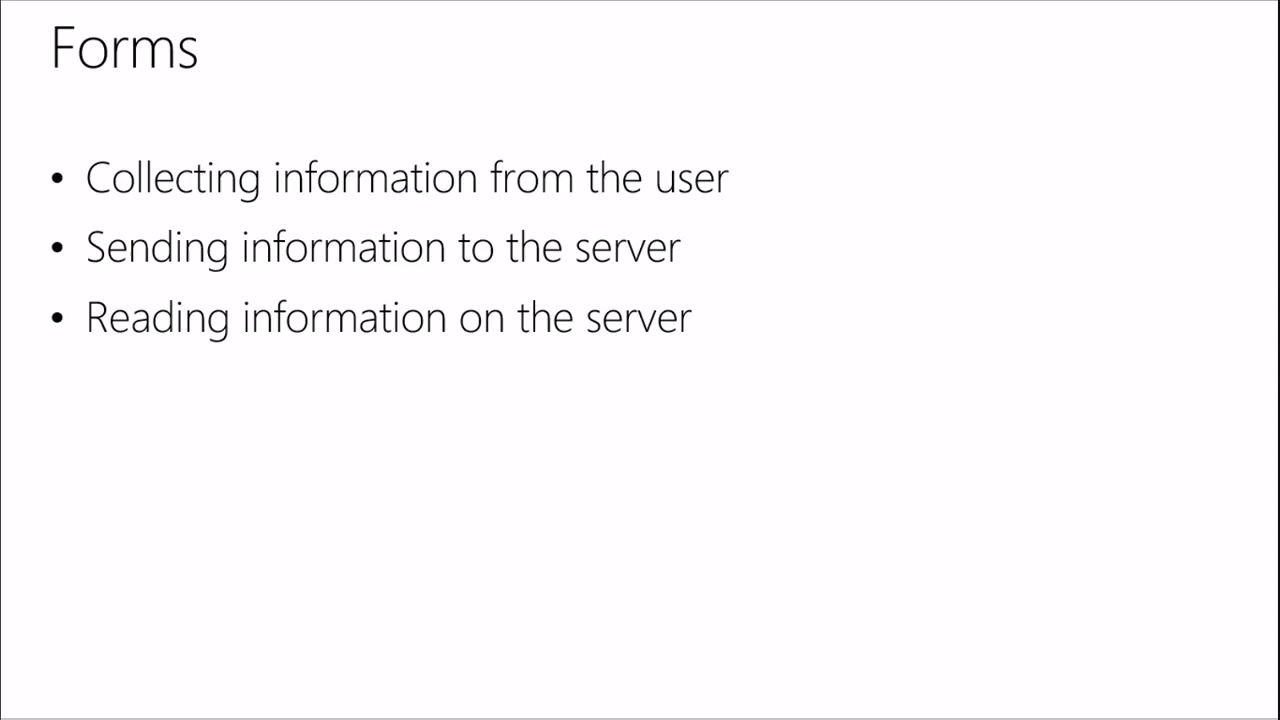 Forms
• Collecting information from the user
• Sending information to the server
• Reading information on the server